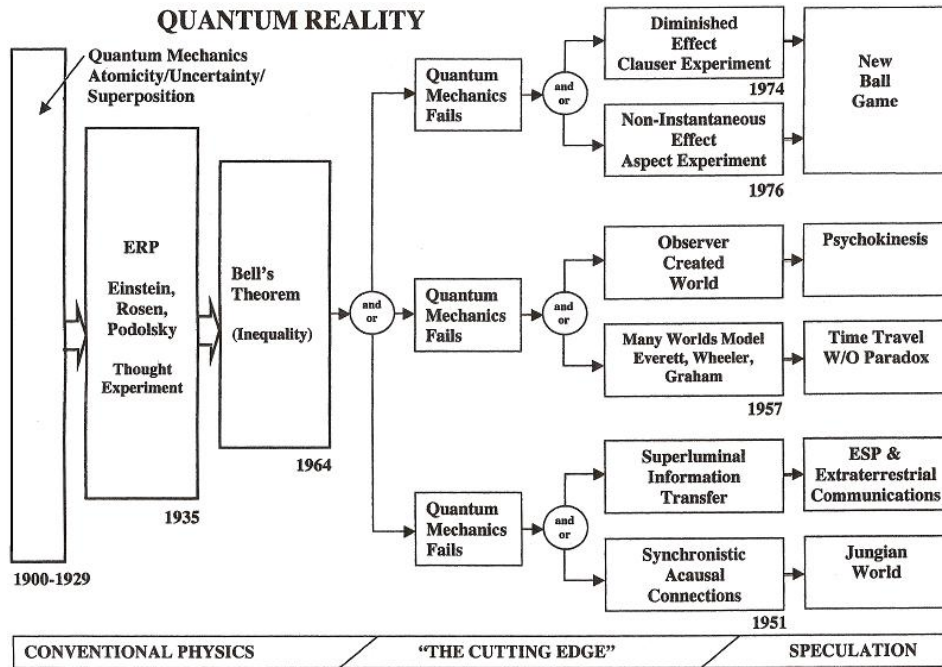 QUANTUM REALITY
Quantum Mechanics
Atomicity/Uncertainty/
Superposition
1900-1929
ERP
Einstein,
Rosen,
Podolsky
Thought
Experiment
1935
Bell's
Theorem
(Inequality)
1964
and
or
Quantum
Mechanics
Fails
and
or
Diminished
Effect
Clauser Experiment
1974
Non-Instantaneous
Effect
Aspect Experiment
1976
New
Ball
Game
Quantum
Mechanics
Fails
and
or
Observer
Created
World
Psychokinesis
Many Worlds Model
Everett, Wheeler,
Graham
1957
Time Travel
W/O Paradox
Quantum
Mechanics
Fails
and
or
Superluminal
Information
Transfer
ESP &
Extraterrestrial
Communications
Synchronistic
Acausal
Connections
1951
Jungian
World
CONVENTIONAL PHYSICS
"THE CUTTING EDGE"
SPECULATION